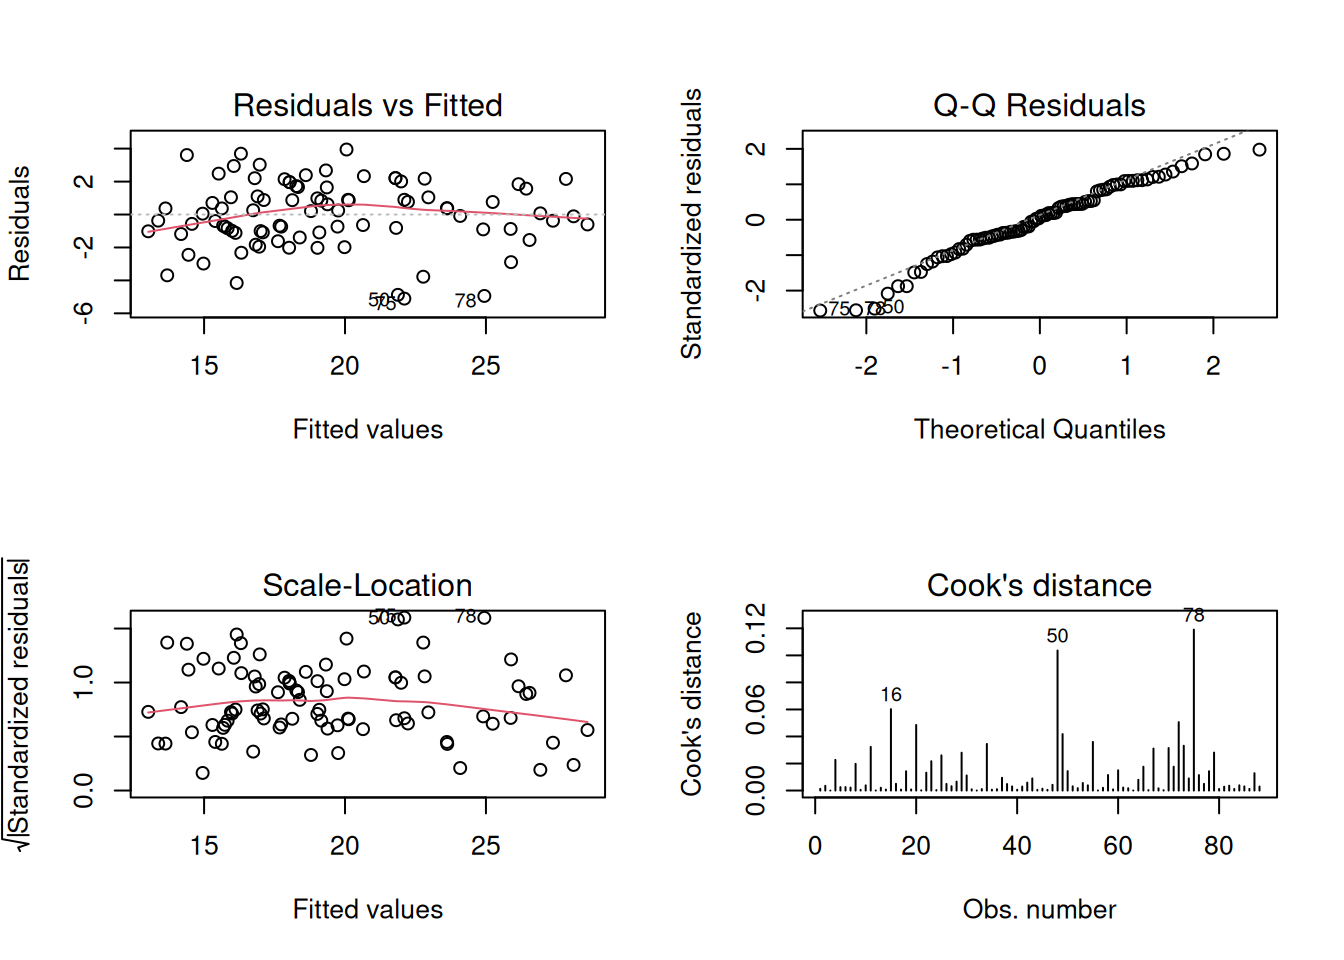 Residuals vs Fitted
Residuals
2
-2
-6
50
75
78
15 20 25
Fitted values
Q-Q Residuals
Standardized residuals
2
0
-2
75
78
50
-2 -1 0 1 2
Theoretical Quantiles
Scale-Location
√|Standardized residuals|
1.0
0.0
50
75
78
15 20 25
Fitted values
Cook's distance
Cook's distance
0.12
0.06
0.00
16
50
78
0 20 40 60 80
Obs. number